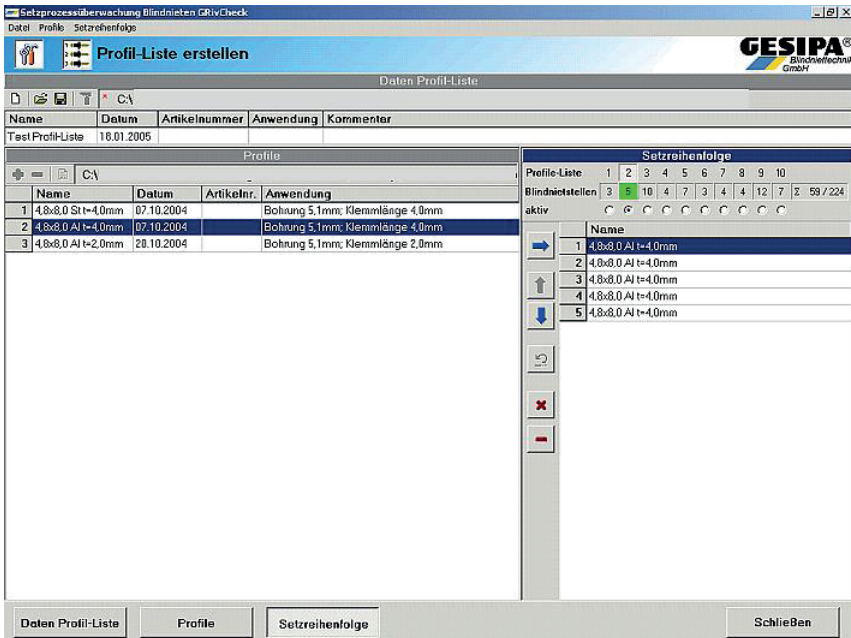 Setzprozessüberwachung Blindnieten GRivCheck
Datei Profile Setzreihenfolge
Profil-Liste erstellen
GESIPA®
Blindniettechnik
GmbH
Daten Profil-Liste
* C:\
Name Datum Artikelnummer Anwendung Kommentar
Test Profil-Liste 18.01.2005
Profile
C:\
Name Datum Artikelnr. Anwendung
1 4,8x8,0 St t=4,0mm 07.10.2004 Bohrung 5,1mm; Klemmlänge 4,0mm
2 4,8x8,0 Al t=4,0mm 07.10.2004 Bohrung 5,1mm; Klemmlänge 4,0mm
3 4,8x8,0 Al t=2,0mm 20.10.2004 Bohrung 5,1mm; Klemmlänge 2,0mm
Setzreihenfolge
Profile-Liste 1 2 3 4 5 6 7 8 9 10
Blindnietstellen 3 5 10 4 7 3 4 4 12 7 Σ 59 / 224
aktiv
Name
1 4,8x8,0 Al t=4,0mm
2 4,8x8,0 Al t=4,0mm
3 4,8x8,0 Al t=4,0mm
4 4,8x8,0 Al t=4,0mm
5 4,8x8,0 Al t=4,0mm
Daten Profil-Liste Profile Setzreihenfolge Schließen